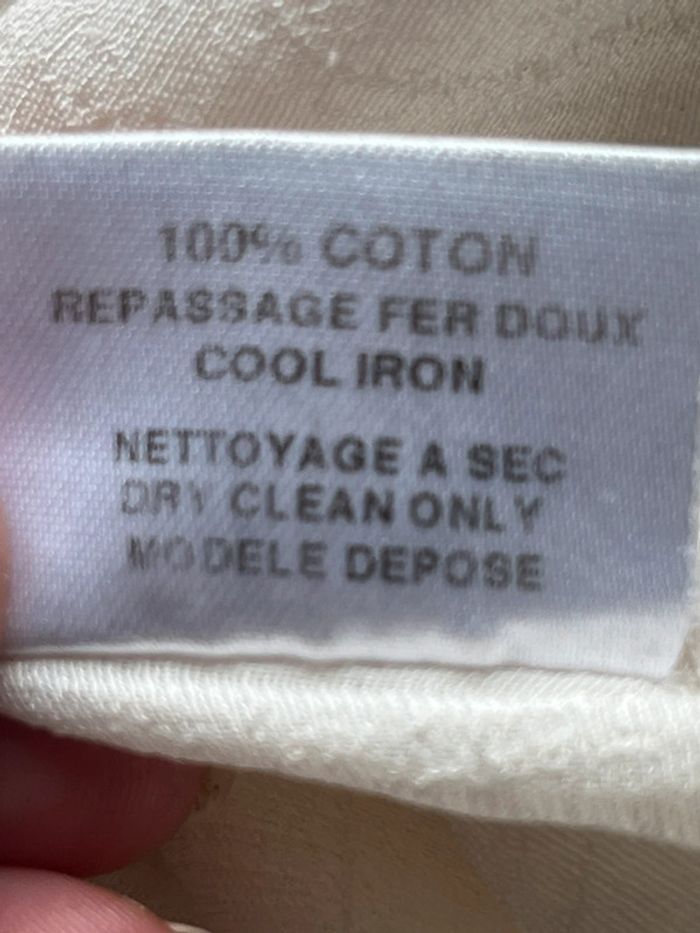 100% COTON
REPASSAGE FER DOUX
COOL IRON
NETTOYAGE A SEC
DRY CLEAN ONLY
MODELE DEPOSE